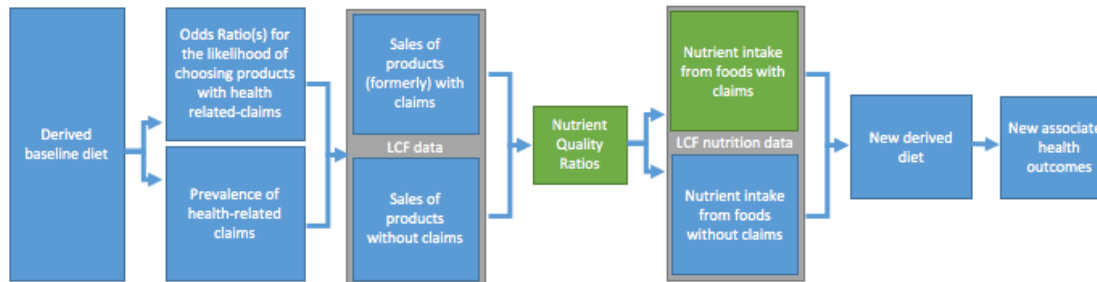 Derived
baseline diet
Odds Ratio(s) for
the likelihood of
choosing products
with health
related-claims
Prevalence of
health-related
claims
Sales of
products
(formerly) with
claims
LCF data
Sales of
products
without claims
Nutrient
Quality
Ratios
Nutrient intake
from foods with
claims
LCF nutrition data
Nutrient intake
from foods without
claims
New derived
diet
New associate
health
outcomes